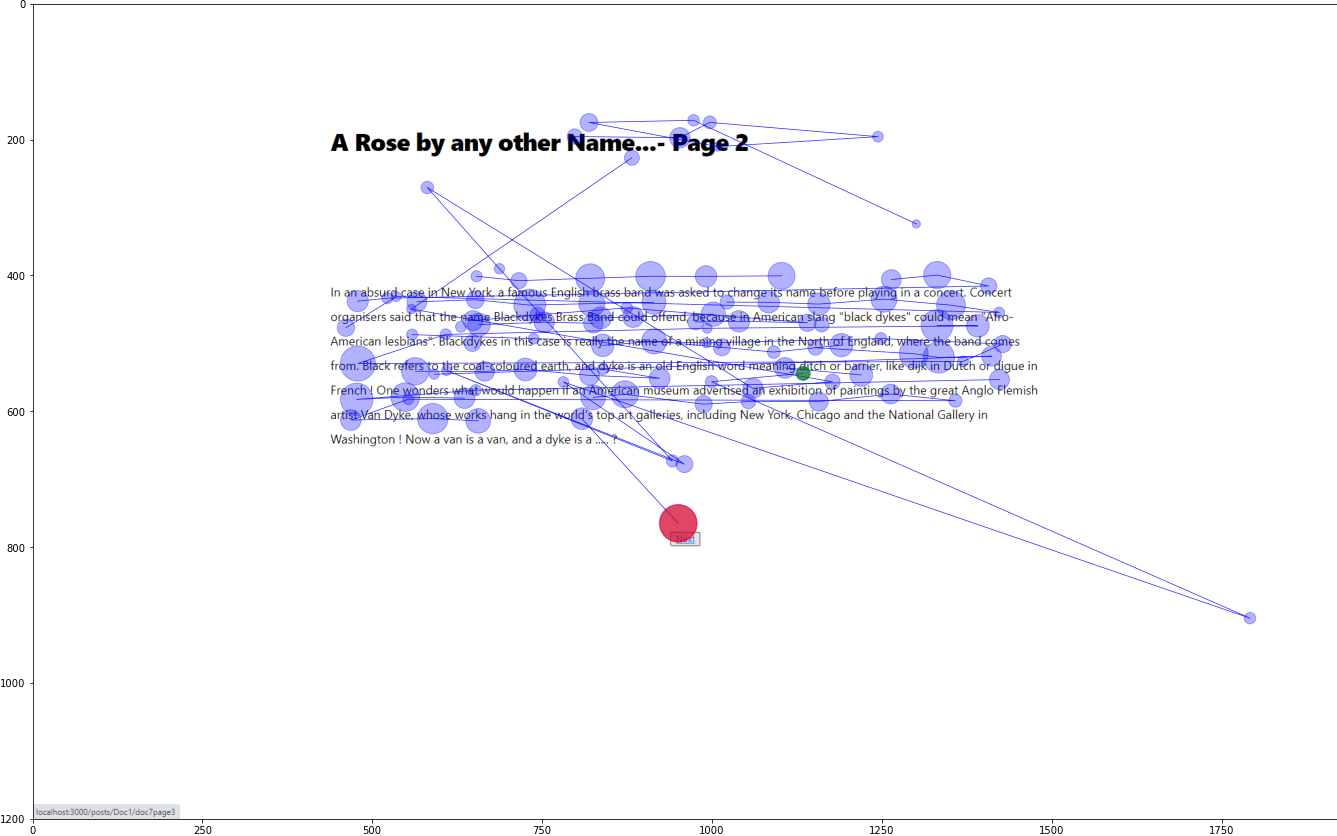 A Rose by any other Name...- Page 2
In an absurd case in New York, a famous English brass band was asked to change its name before playing in a concert. Concert
organisers said that the name Blackdykes Brass Band could offend, because in American slang "black dykes" could mean "Afro-
American lesbians". Blackdykes in this case is really the name of a mining village in the North of England, where the band comes
from. Black refers to the coal-coloured earth, and dyke is an old English word meaning ditch or barrier, like dijk in Dutch or digue in
French ! One wonders what would happen if an American museum advertised an exhibition of paintings by the great Anglo Flemish
artist Van Dyke, whose works hang in the world's top art galleries, including New York, Chicago and the National Gallery in
Washington ! Now a van is a van, and a dyke is a ..... ?
Next
localhost:3000/posts/Doc1/doc7page3
0
200
400
600
800
1000
1200
0 250 500 750 1000 1250 1500 1750